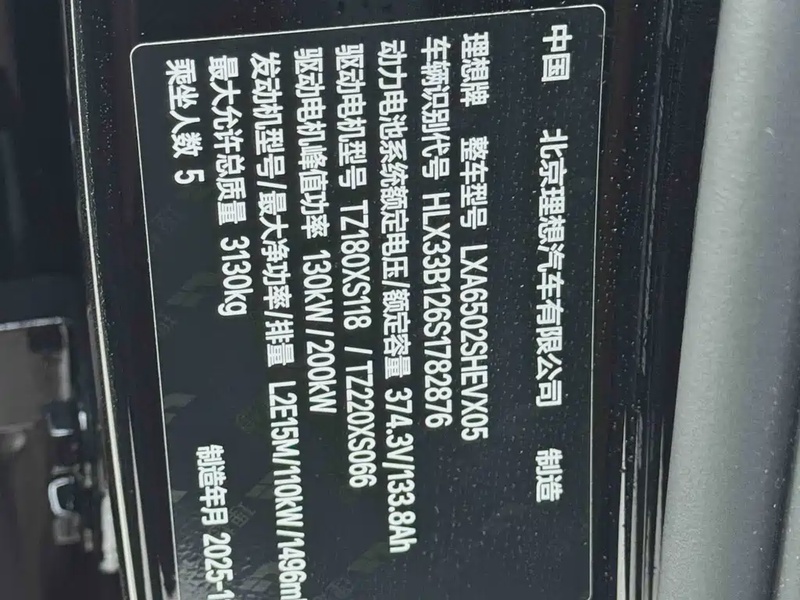 中国 北京理想汽车有限公司 制造
理想牌 整车型号 LXA6502SHEVX05
车辆识别代号 HLX33B126S1782876
动力电池系统额定电压/额定容量 374.3V/133.8Ah
驱动电机型号 TZ180XS118 /TZ220XS066
驱动电机峰值功率 130kW/200kW
发动机型号/最大净功率/排量 L2E15M/110kW/1496m
最大允许总质量 3130kg
乘坐人数 5 制造年月 2025-1